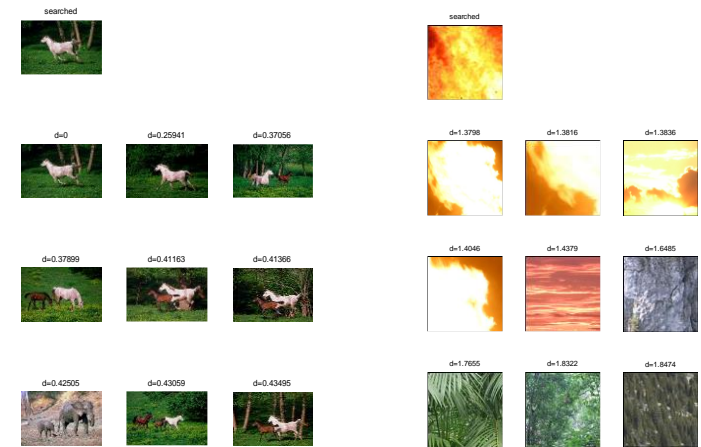 searched
d=0 d=0.25941 d=0.37056
d=0.37899 d=0.41163 d=0.41366
d=0.42505 d=0.43059 d=0.43495
searched
d=1.3798 d=1.3816 d=1.3836
d=1.4046 d=1.4379 d=1.6485
d=1.7655 d=1.8322 d=1.8474